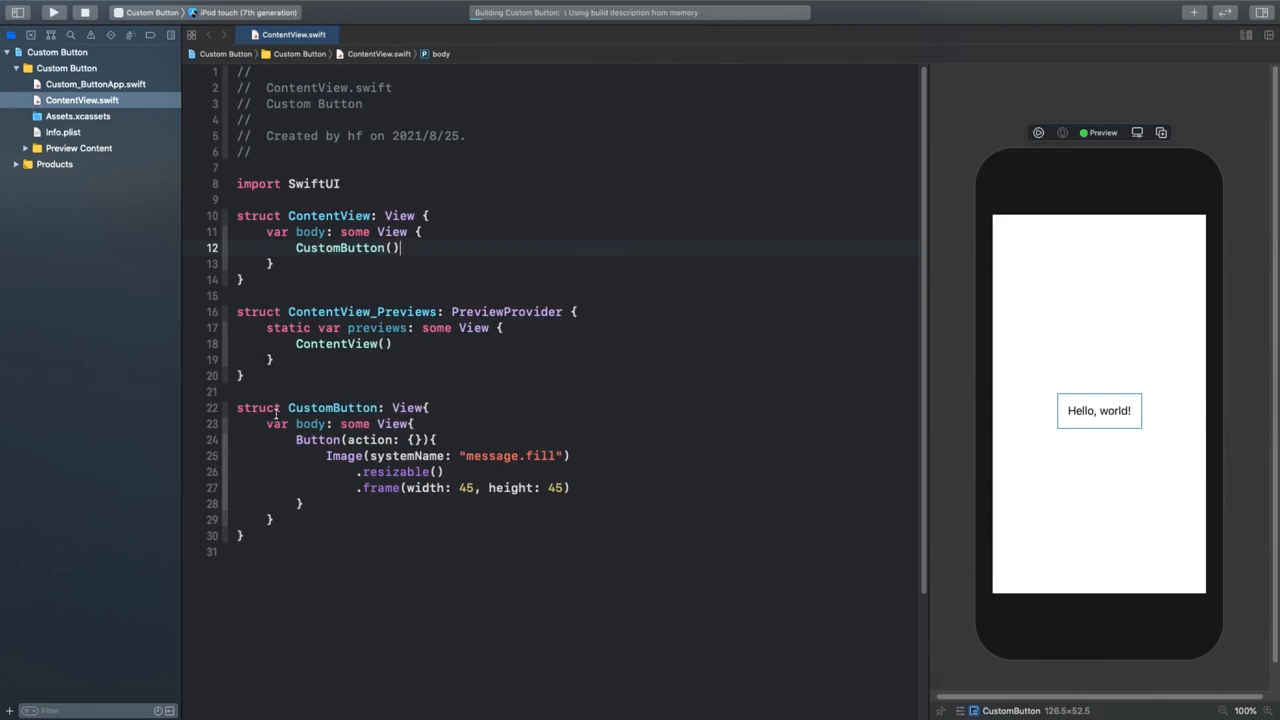 Custom Button 〉 iPod touch (7th generation)
Building Custom Button: | Using build description from memory
ContentView.swift
Custom Button
Custom Button
Custom_ButtonApp.swift
ContentView.swift
Assets.xcassets
Info.plist
Preview Content
Products
Custom Button 〉 Custom Button 〉 ContentView.swift 〉 P body
1 //
2 //  ContentView.swift
3 //  Custom Button
4 //
5 //  Created by hf on 2021/8/25.
6 //
7
8 import SwiftUI
9
10 struct ContentView: View {
11     var body: some View {
12         CustomButton()
13     }
14 }
15
16 struct ContentView_Previews: PreviewProvider {
17     static var previews: some View {
18         ContentView()
19     }
20 }
21
22 struct CustomButton: View{
23     var body: some View{
24         Button(action: {}){
25             Image(systemName: "message.fill")
26                 .resizable()
27                 .frame(width: 45, height: 45)
28         }
29     }
30 }
31
Preview
Hello, world!
Filter
CustomButton 126.5×52.5
100%